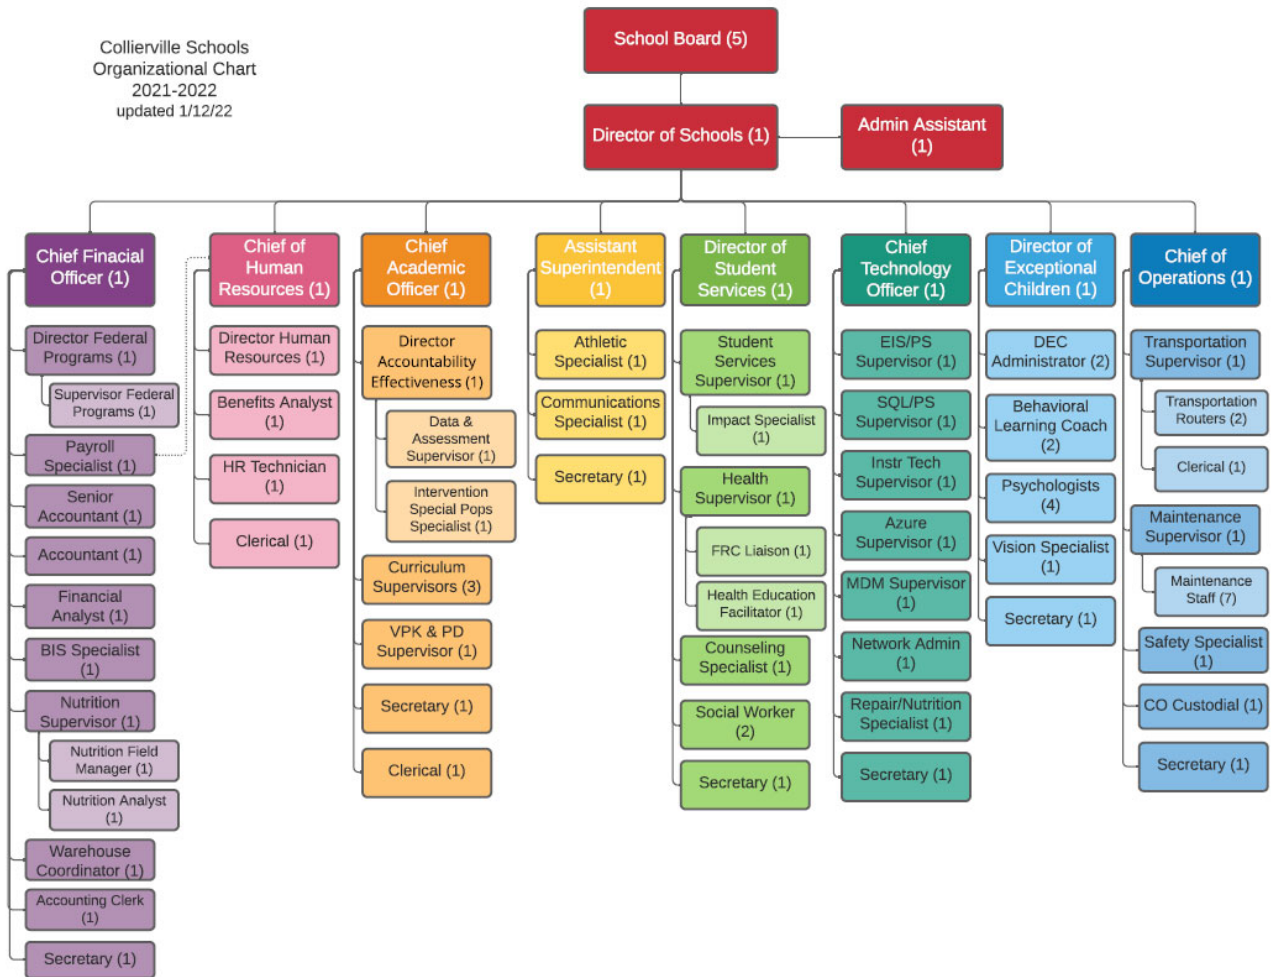 Collierville Schools
Organizational Chart
2021-2022
updated 1/12/22
School Board (5)
Director of Schools (1)
Admin Assistant
(1)
Chief Finacial
Officer (1)
Director Federal
Programs (1)
Supervisor Federal
Programs (1)
Payroll
Specialist (1)
Senior
Accountant (1)
Accountant (1)
Financial
Analyst (1)
BIS Specialist
(1)
Nutrition
Supervisor (1)
Nutrition Field
Manager (1)
Nutrition Analyst
(1)
Warehouse
Coordinator (1)
Accounting Clerk
(1)
Secretary (1)
Chief of
Human
Resources (1)
Director Human
Resources (1)
Benefits Analyst
(1)
HR Technician
(1)
Clerical (1)
Chief
Academic
Officer (1)
Director
Accountability
Effectiveness (1)
Data &
Assessment
Supervisor (1)
Intervention
Special Pops
Specialist (1)
Curriculum
Supervisors (3)
VPK & PD
Supervisor (1)
Secretary (1)
Clerical (1)
Assistant
Superintendent
(1)
Athletic
Specialist (1)
Communications
Specialist (1)
Secretary (1)
Director of
Student
Services (1)
Student
Services
Supervisor (1)
Impact Specialist
(1)
Health
Supervisor (1)
FRC Liaison (1)
Health Education
Facilitator (1)
Counseling
Specialist (1)
Social Worker
(2)
Secretary (1)
Chief
Technology
Officer (1)
EIS/PS
Supervisor (1)
SQL/PS
Supervisor (1)
Instr Tech
Supervisor (1)
Azure
Supervisor (1)
MDM Supervisor
(1)
Network Admin
(1)
Repair/Nutrition
Specialist (1)
Secretary (1)
Director of
Exceptional
Children (1)
DEC
Administrator (2)
Behavioral
Learning Coach
(2)
Psychologists
(4)
Vision Specialist
(1)
Secretary (1)
Chief of
Operations (1)
Transportation
Supervisor (1)
Transportation
Routers (2)
Clerical (1)
Maintenance
Supervisor (1)
Maintenance
Staff (7)
Safety Specialist
(1)
CO Custodial (1)
Secretary (1)